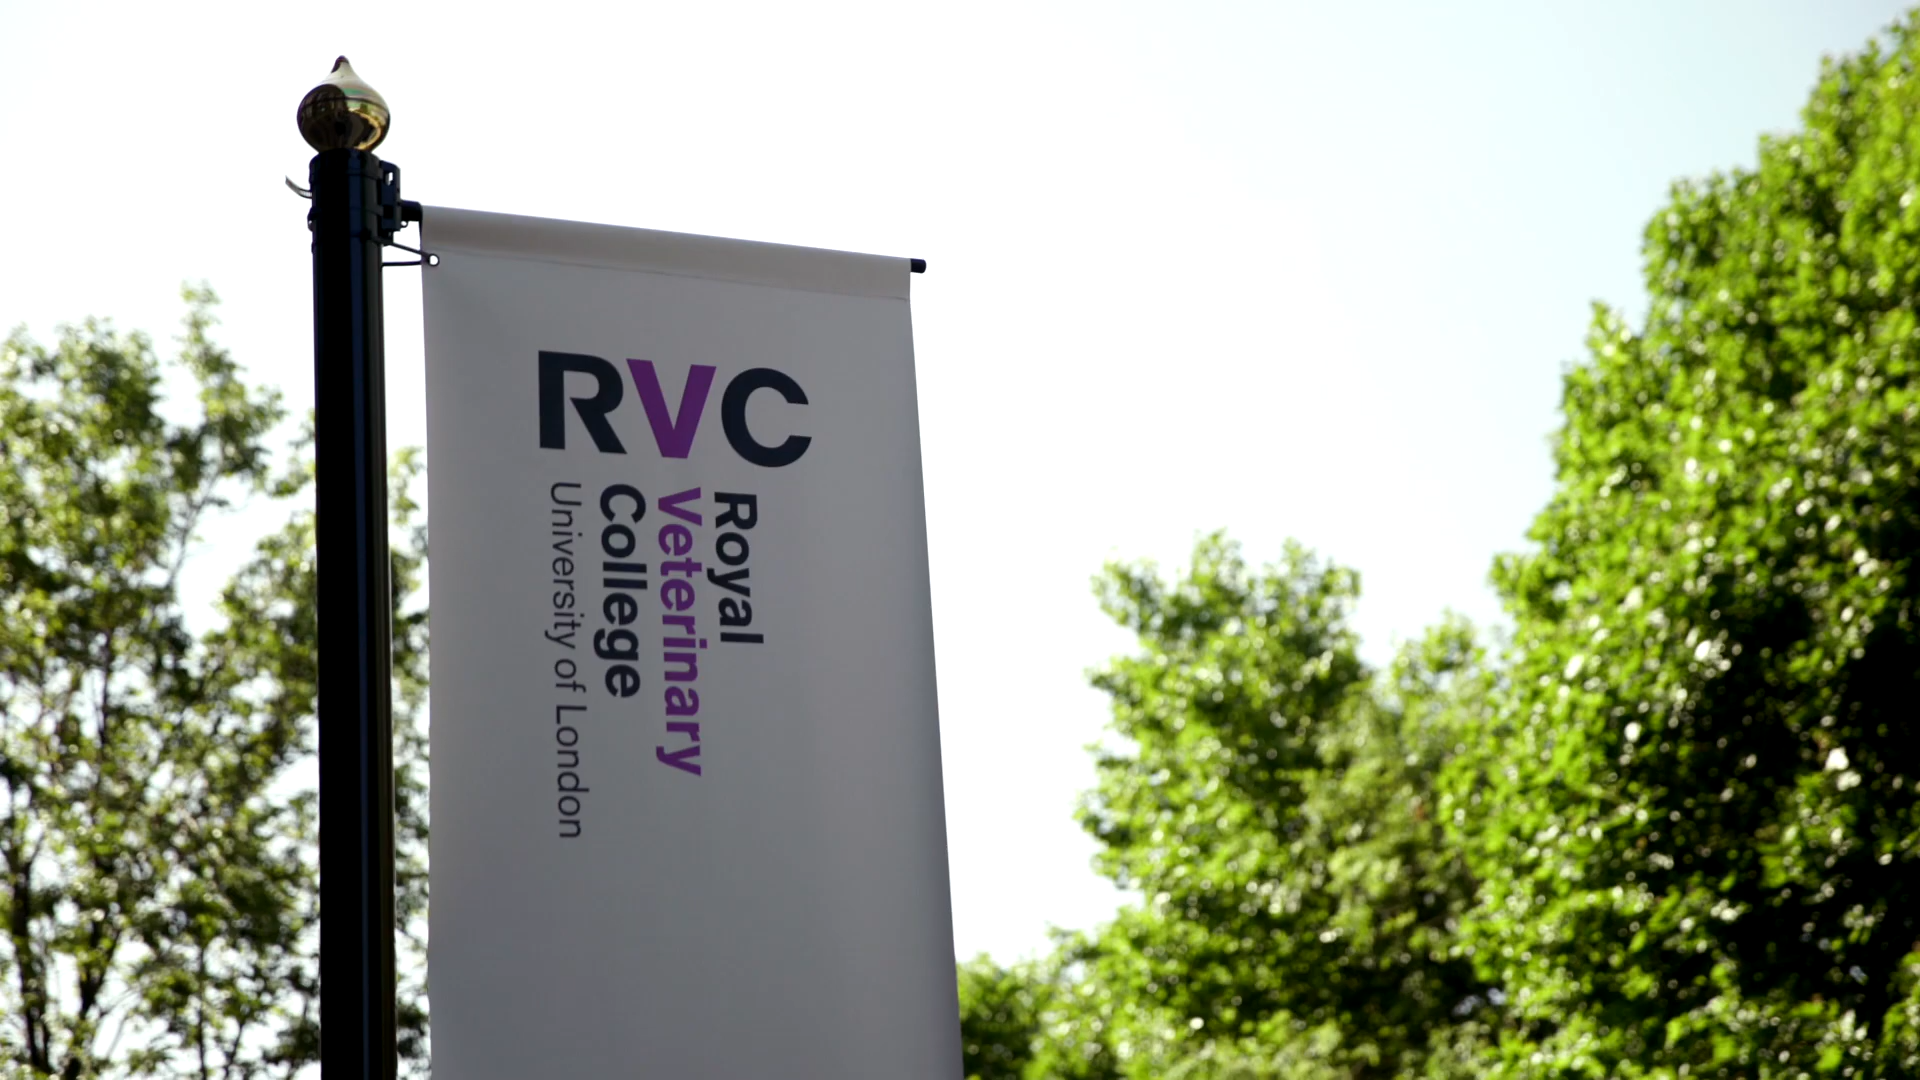 RVC
Royal
Veterinary
College
University of London